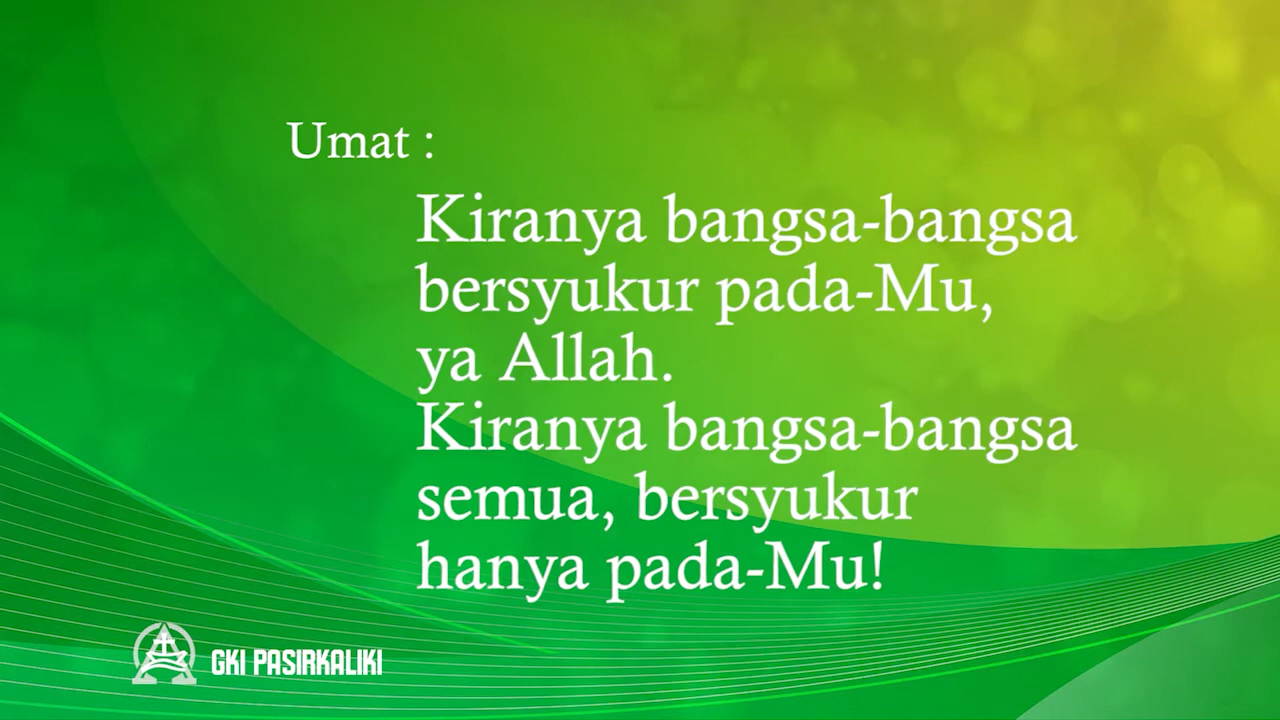 Umat :
Kiranya bangsa-bangsa
bersyukur pada-Mu,
ya Allah.
Kiranya bangsa-bangsa
semua, bersyukur
hanya pada-Mu!
GKI PASIRKALIKI